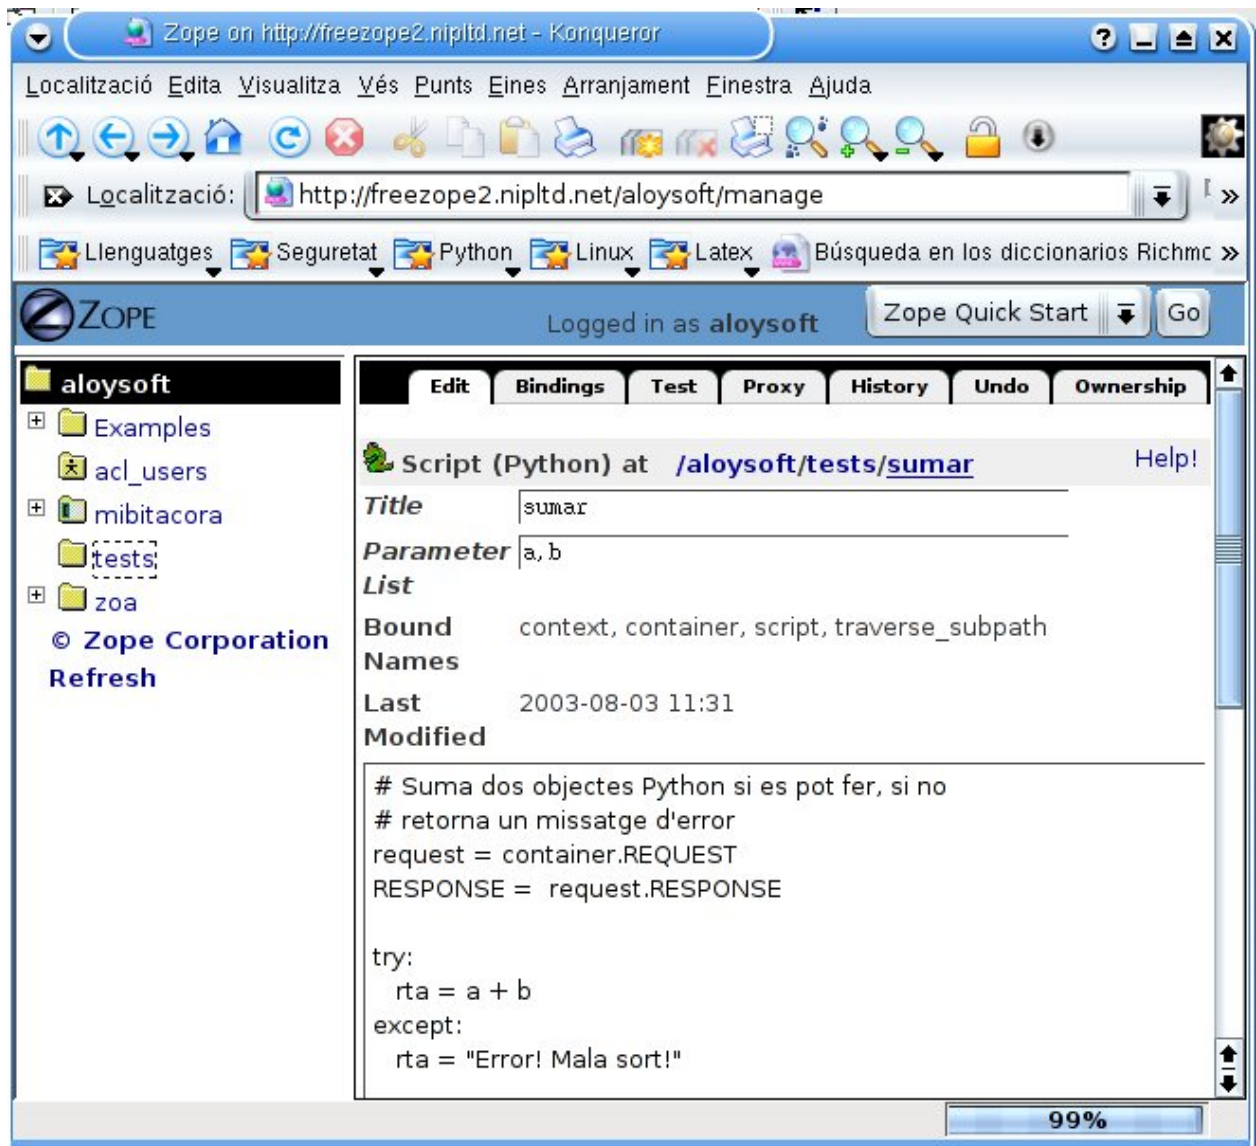 Zope on http://freezope2.nipltd.net - Konqueror
Localització Edita Visualitza Vés Punts Eines Arranjament Finestra Ajuda
Localització: http://freezope2.nipltd.net/aloysoft/manage
Llenguatges Seguretat Python Linux Latex Búsqueda en los diccionarios Richmc »
ZOPE Logged in as aloysoft Zope Quick Start Go
aloysoft
Examples
acl_users
mibitacora
tests
zoa
© Zope Corporation
Refresh
Edit Bindings Test Proxy History Undo Ownership
Script (Python) at /aloysoft/tests/sumar Help!
Title sumar
Parameter List a,b
Bound Names context, container, script, traverse_subpath
Last Modified 2003-08-03 11:31
# Suma dos objectes Python si es pot fer, si no
# retorna un missatge d'error
request = container.REQUEST
RESPONSE =  request.RESPONSE
try:
rta = a + b
except:
rta = "Error! Mala sort!"
99%